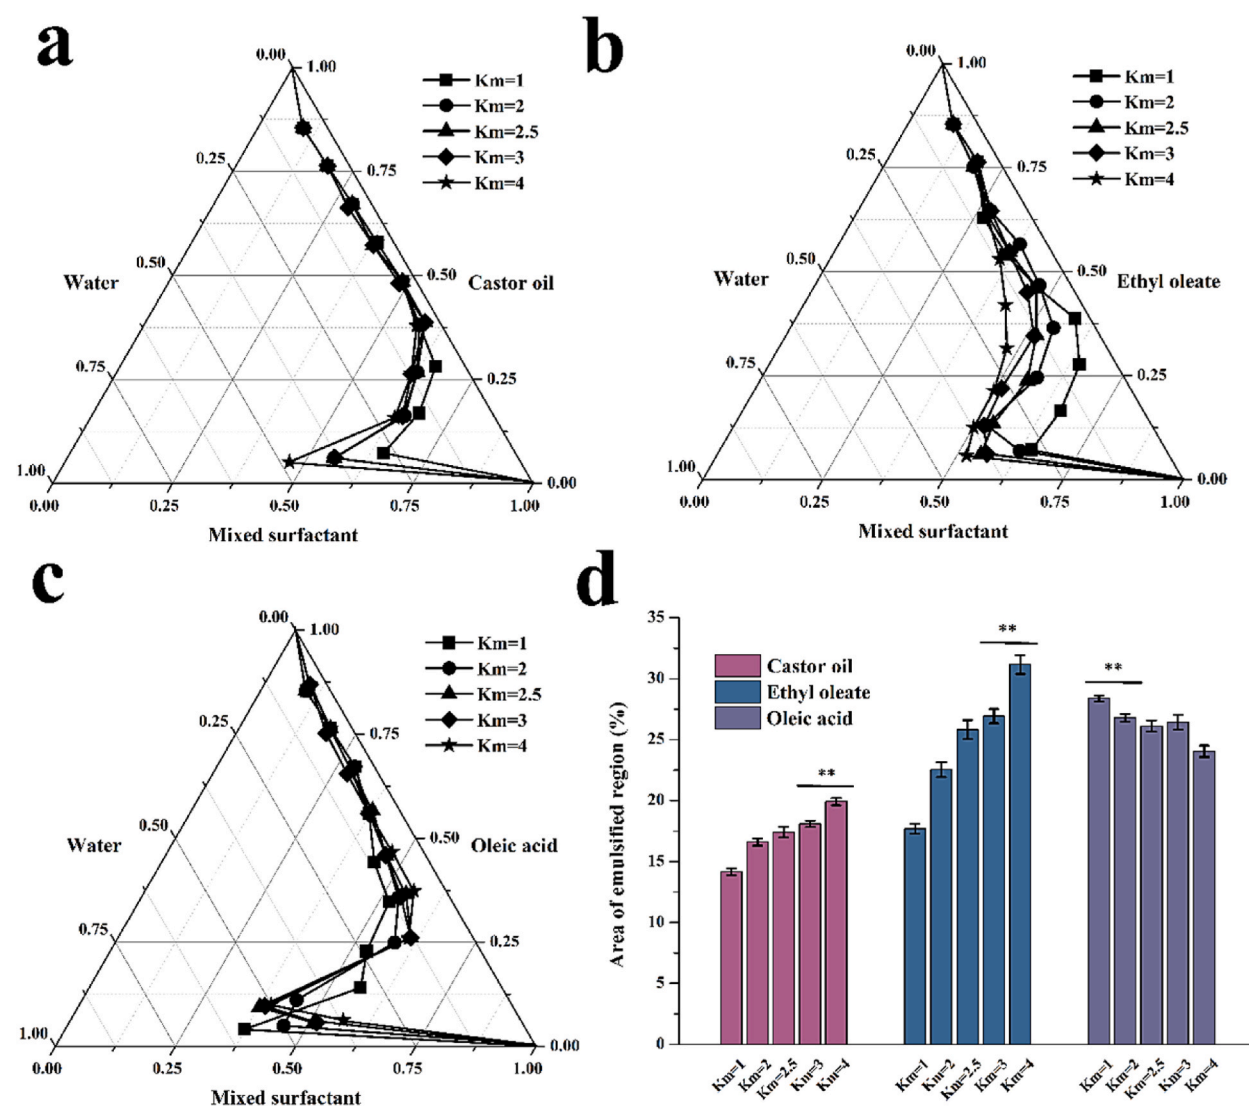 a
0.00
1.00
Km=1
Km=2
Km=2.5
Km=3
Km=4
0.25
0.75
Water
0.50
0.50
Castor oil
0.75
0.25
1.00
0.00
0.00
0.25
0.50
0.75
1.00
Mixed surfactant
b
0.00
1.00
Km=1
Km=2
Km=2.5
Km=3
Km=4
0.25
0.75
Water
0.50
0.50
Ethyl oleate
0.75
0.25
1.00
0.00
0.00
0.25
0.50
0.75
1.00
Mixed surfactant
c
0.00
1.00
Km=1
Km=2
Km=2.5
Km=3
Km=4
0.25
0.75
Water
0.50
0.50
Oleic acid
0.75
0.25
1.00
0.00
0.00
0.25
0.50
0.75
1.00
Mixed surfactant
d
Area of emulsified region (%)
35
30
25
20
15
10
5
0
Castor oil
Ethyl oleate
Oleic acid
**
**
**
Km=1
Km=2
Km=2.5
Km=3
Km=4
Km=1
Km=2
Km=2.5
Km=3
Km=4
Km=1
Km=2
Km=2.5
Km=3
Km=4